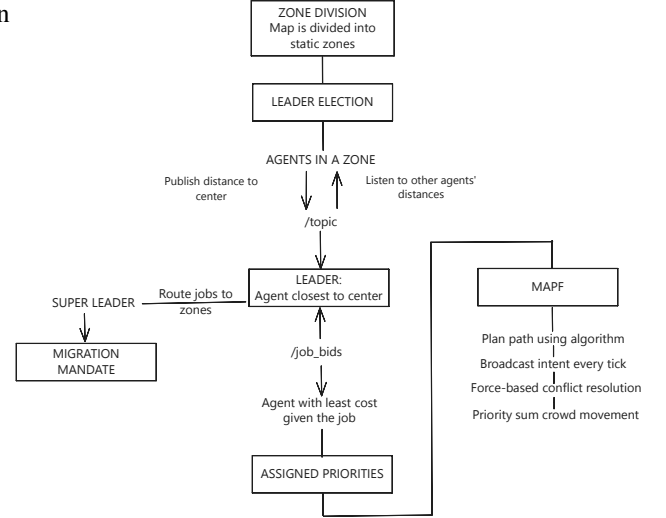 n
ZONE DIVISION
Map is divided into
static zones
LEADER ELECTION
AGENTS IN A ZONE
Publish distance to
center
Listen to other agents'
distances
/topic
LEADER:
Agent closest to center
Route jobs to
zones
SUPER LEADER
MIGRATION
MANDATE
/job_bids
Agent with least cost
given the job
ASSIGNED PRIORITIES
MAPF
Plan path using algorithm
Broadcast intent every tick
Force-based conflict resolution
Priority sum crowd movement